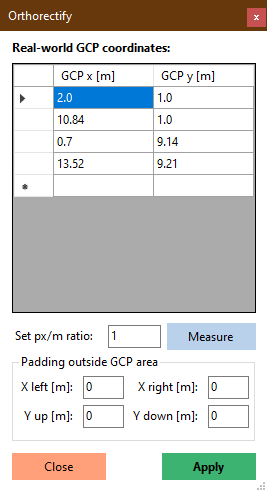 Orthorectify x
Real-world GCP coordinates:
GCP x [m] GCP y [m]
2.0 1.0
10.84 1.0
0.7 9.14
13.52 9.21
Set px/m ratio: 1 Measure
Padding outside GCP area
X left [m]: 0 X right [m]: 0
Y up [m]: 0 Y down [m]: 0
Close Apply